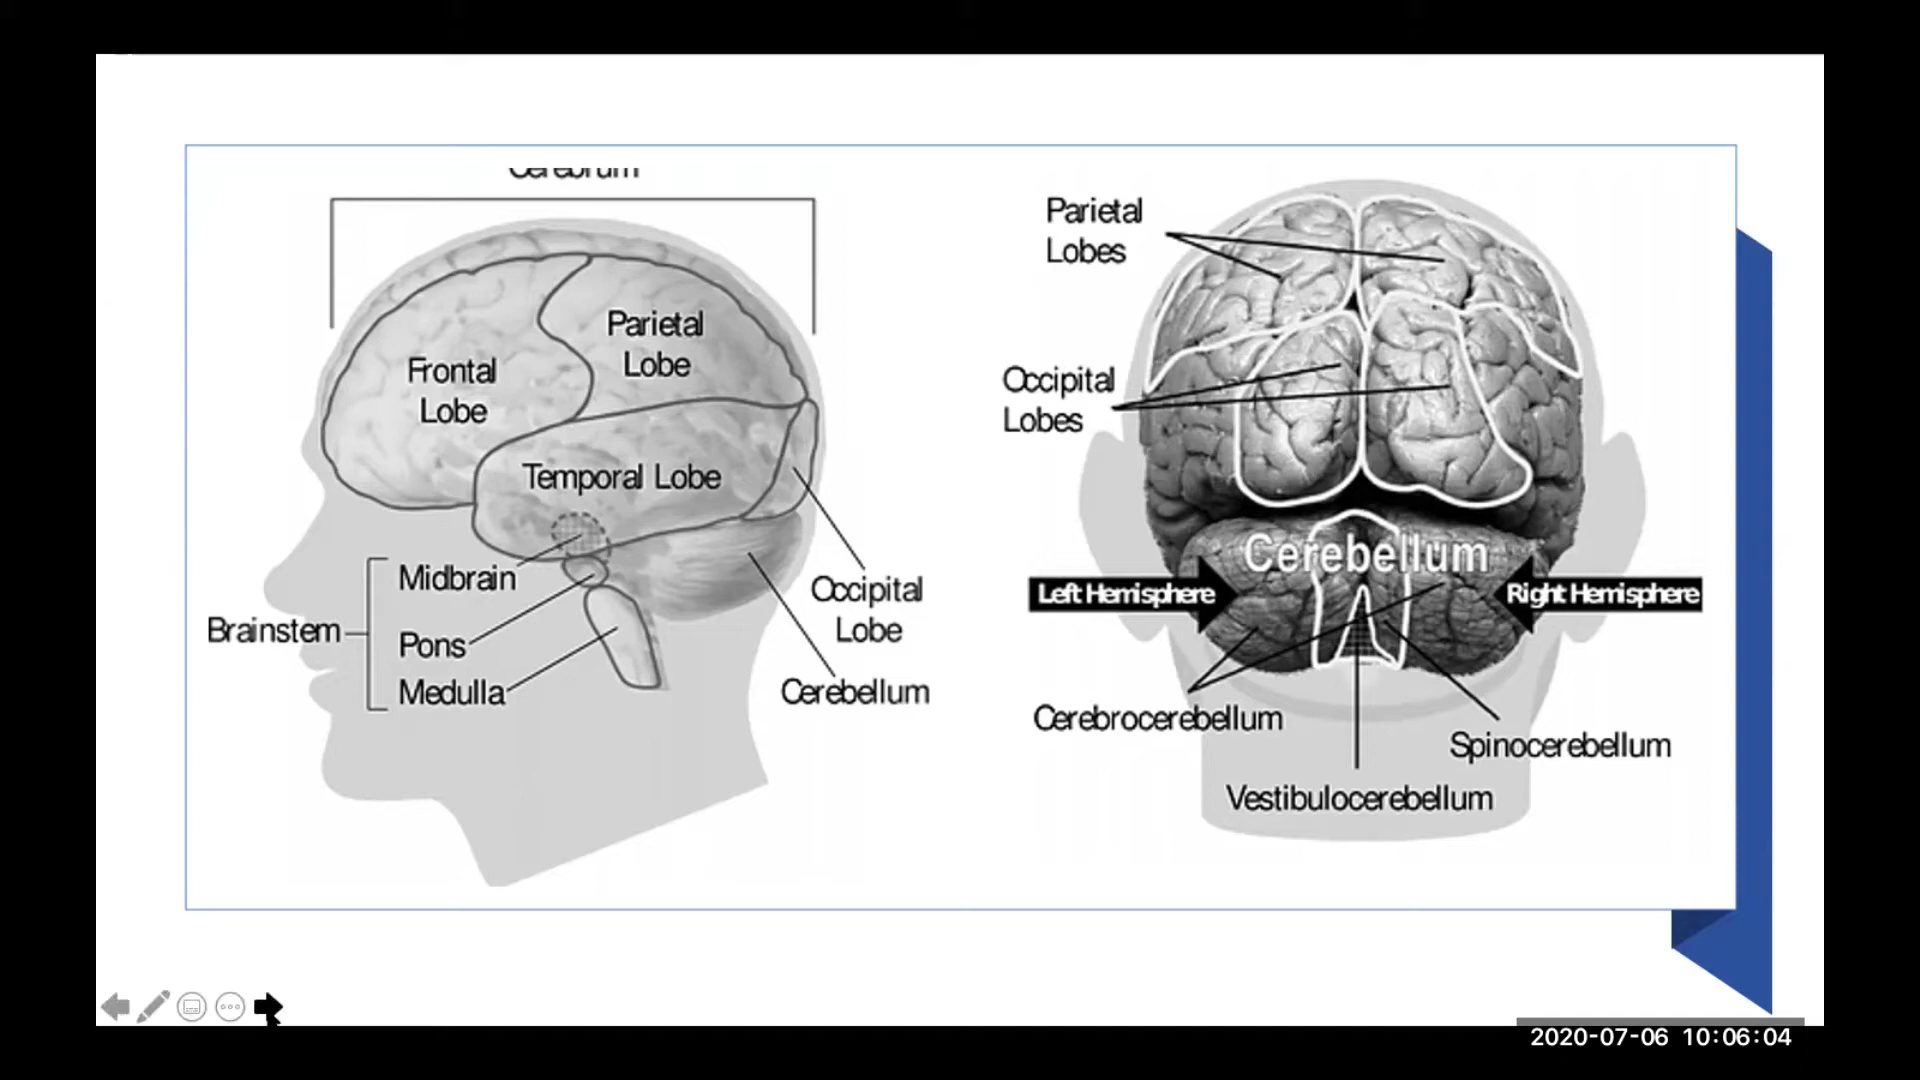 Cerebrum
Parietal
Lobe
Frontal
Lobe
Temporal Lobe
Midbrain
Brainstem
Pons
Medulla
Occipital
Lobe
Cerebellum
Parietal
Lobes
Occipital
Lobes
Cerebellum
Left Hemisphere
Right Hemisphere
Cerebrocerebellum
Spinocerebellum
Vestibulocerebellum
2020-07-06 10:06:04